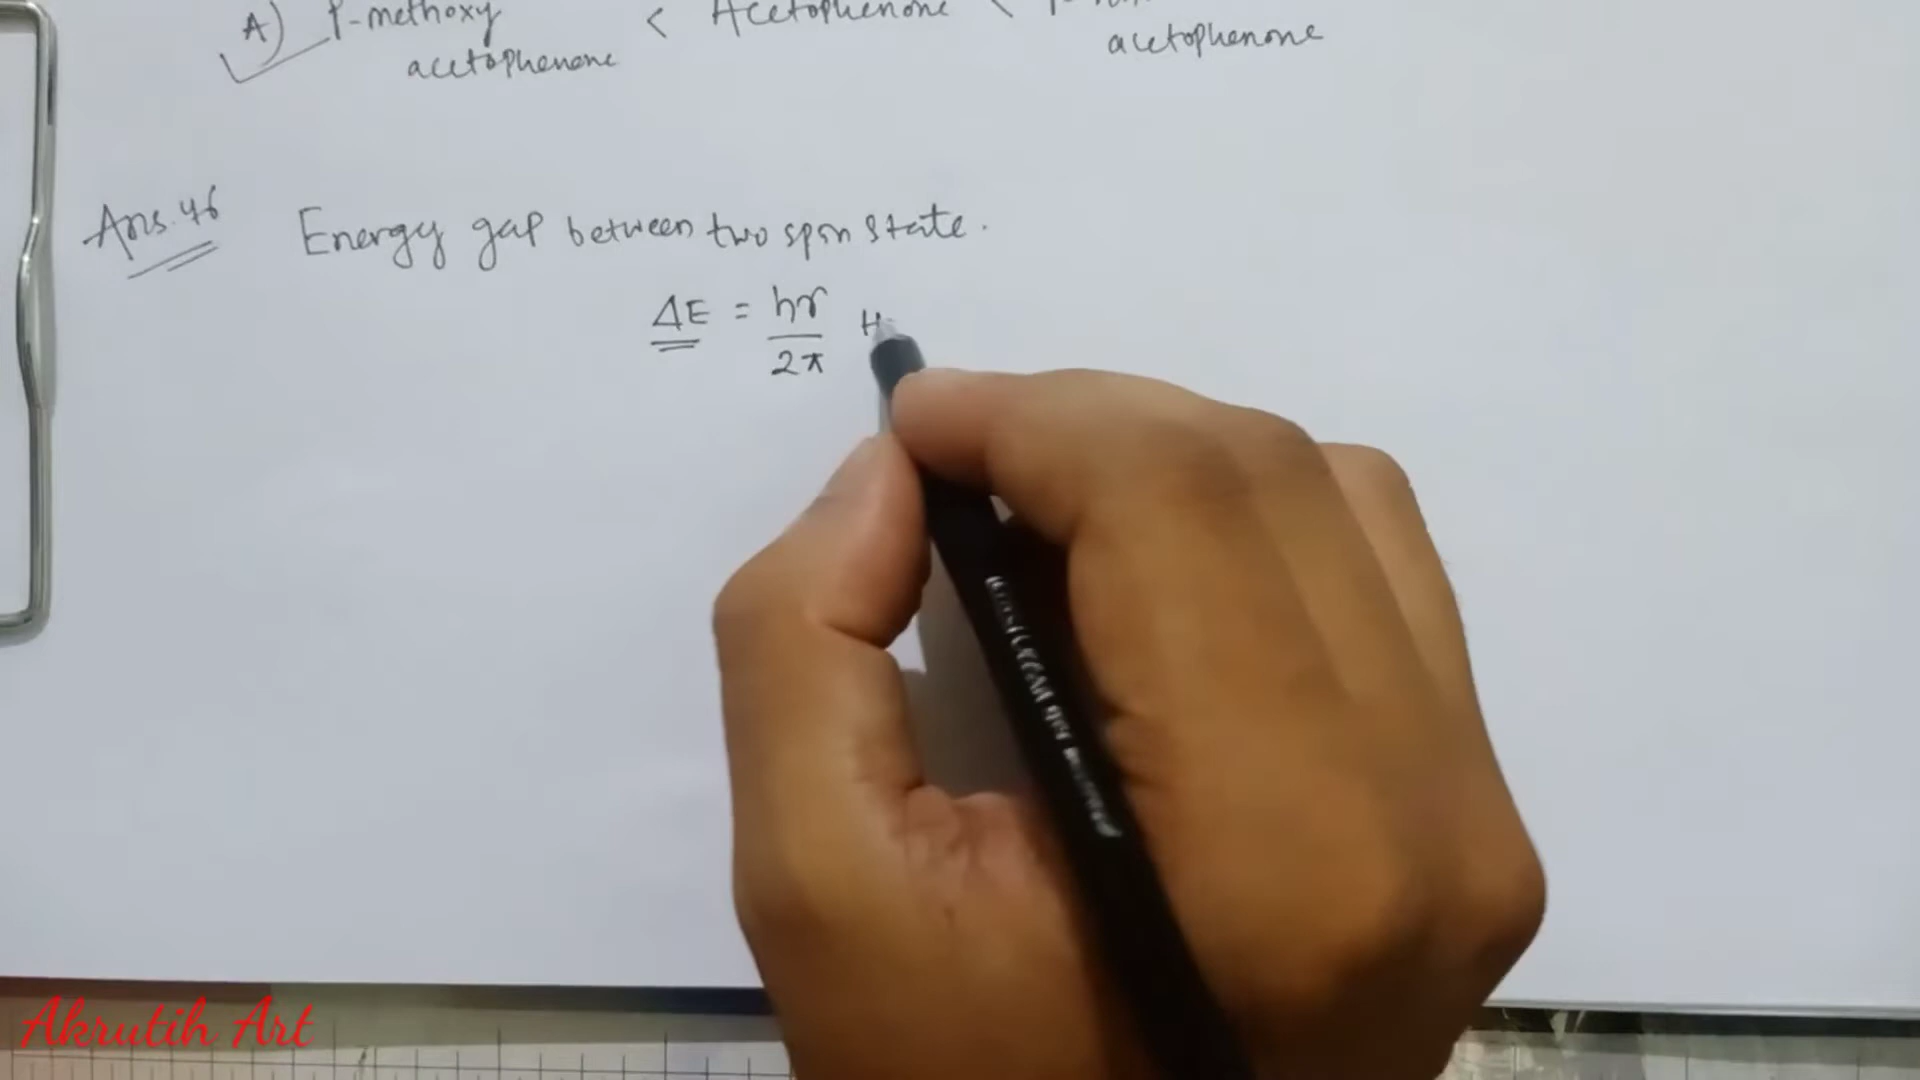 A) P-methoxy < Acetophenone <
acetophenone acetophenone
Ans.46 Energy gap between two spin state.
ΔE = hγ H
2π
Akrutih Art